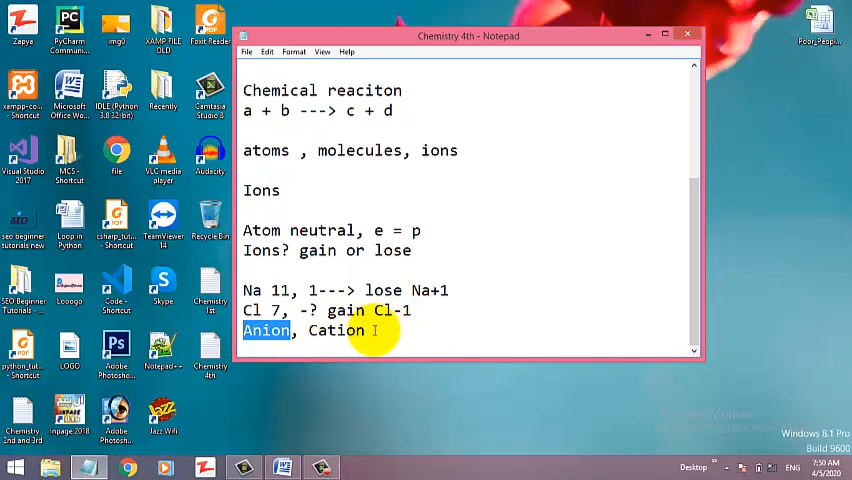 Zapya
PyCharm
Communi...
img0
XAMP FILE
OLD
Foxit Reader
Chemistry 4th - Notepad
File Edit Format View Help
Poor_Peopl...
xampp-co...
- Shortcut
Microsoft
Office Wo...
IDLE (Python
3.8 32-bit)
Recently
Camtasia
Studio 8
Chemical reaciton
a + b ---> c + d
atoms , molecules, ions
Ions
Atom neutral, e = p
Ions? gain or lose
Na 11, 1---> lose Na+1
Cl 7, -? gain Cl-1
Anion, Cation
Visual Studio
2017
MCS -
Shortcut
file
VLC media
player
Audacity
SEO
seo beginner
tutorials new
Loop in
Python
csharp_tut...
- Shortcut
TeamViewer
14
Recycle Bin
SEO Beginner
Tutorials
Looogo
Code -
Shortcut
Skype
Chemistry
1st
python_tut...
- Shortcut
LOGO
Adobe
Photosho...
Notepad++
Chemistry
4th
Chemistry
2nd and 3rd
Inpage 2018
Adobe
Photosh...
Jazz Wifi
Windows 8.1 Pro
Build 9600
Desktop
ENG
7:50 AM
4/5/2020